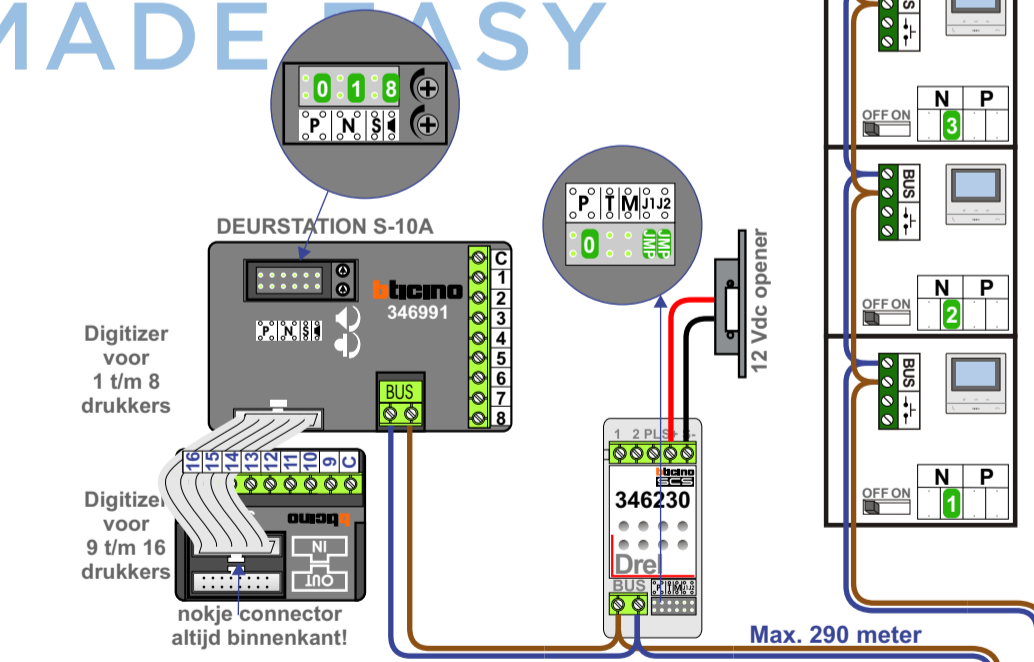 MADE EASY
0 1 8
P N S
DEURSTATION S-10A
bticino
346991
P N S
C
1
2
3
4
5
6
7
8
BUS
Digitizer
voor
1 t/m 8
drukkers
16 15 14 13 12 11 10 9 C
bticino
IN
OUT
Digitizer
voor
9 t/m 16
drukkers
nokje connector
altijd binnenkant!
P T M J1 J2
0 JMP JMP
12 Vdc opener
1 2 PL S+ S-
bticino
SCS
346230
Drel
BUS
P T M J1 J2
Max. 290 meter
S
N P
OFF ON
3
BUS
N P
OFF ON
2
BUS
N P
OFF ON
1